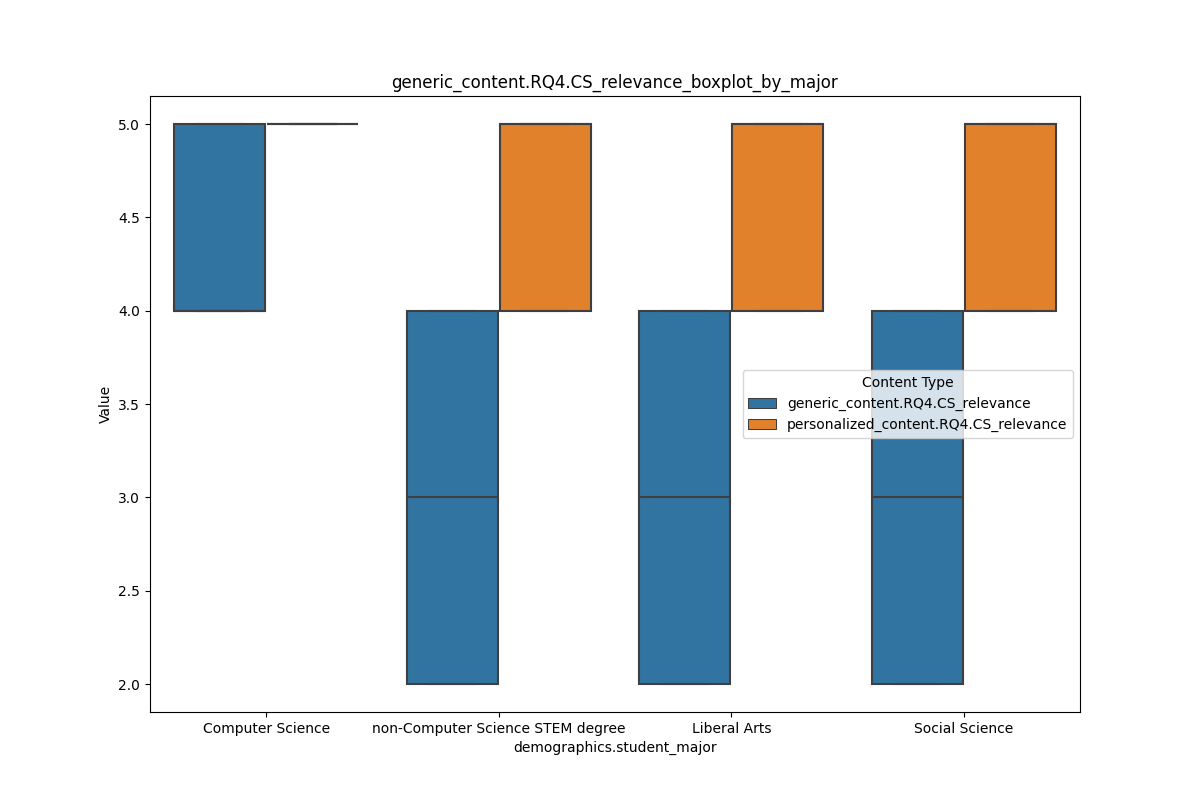 generic_content.RQ4.CS_relevance_boxplot_by_major
Value
5.0
4.5
4.0
3.5
3.0
2.5
2.0
Content Type
generic_content.RQ4.CS_relevance
personalized_content.RQ4.CS_relevance
Computer Science
non-Computer Science STEM degree
Liberal Arts
Social Science
demographics.student_major